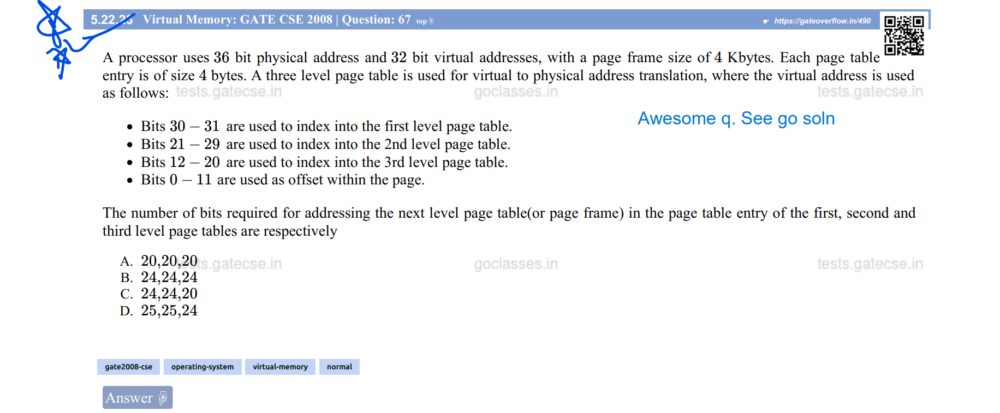 5.22.23 Virtual Memory: GATE CSE 2008 | Question: 67 top
https://gateoverflow.in/490
A processor uses 36 bit physical address and 32 bit virtual addresses, with a page frame size of 4 Kbytes. Each page table
entry is of size 4 bytes. A three level page table is used for virtual to physical address translation, where the virtual address is used
as follows:
tests.gatecse.in goclasses.in tests.gatecse.in
Awesome q. See go soln
• Bits 30 – 31 are used to index into the first level page table.
• Bits 21 – 29 are used to index into the 2nd level page table.
• Bits 12 – 20 are used to index into the 3rd level page table.
• Bits 0 – 11 are used as offset within the page.
The number of bits required for addressing the next level page table(or page frame) in the page table entry of the first, second and
third level page tables are respectively
A. 20,20,20
tests.gatecse.in goclasses.in tests.gatecse.in
B. 24,24,24
C. 24,24,20
D. 25,25,24
gate2008-cse operating-system virtual-memory normal
Answer